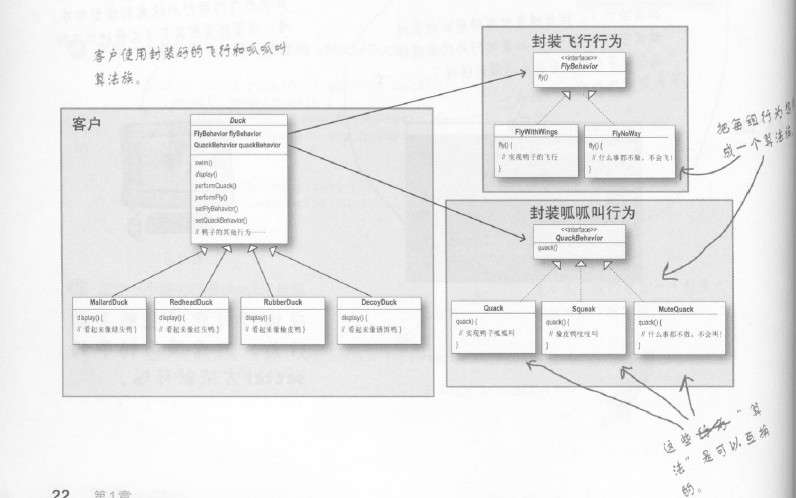 客户使用封装好的飞行和呱呱叫
算法族。
客户
Duck
FlyBehavior flyBehavior
QuackBehavior quackBehavior
swim()
display()
performQuack()
performFly()
setFlyBehavior()
setQuackBehavior()
// 鸭子的其他行为……
MallardDuck
display() {
// 看起来像绿头鸭 }
RedheadDuck
display() {
// 看起来像红头鸭 }
RubberDuck
display() {
// 看起来像橡皮鸭 }
DecoyDuck
display() {
// 看起来像诱饵鸭 }
封装飞行行为
<<interface>>
FlyBehavior
fly()
FlyWithWings
fly() {
// 实现鸭子的飞行
}
FlyNoWay
fly() {
// 什么事都不做，不会飞!
}
把每组行为
成一个算法族
封装呱呱叫行为
<<interface>>
QuackBehavior
quack()
Quack
quack() {
// 实现鸭子呱呱叫
}
Squeak
quack() {
// 橡皮鸭吱吱叫
}
MuteQuack
quack() {
// 什么事都不做，不会叫!
}
这些“算
法”是可以互换
的。
22 第1章